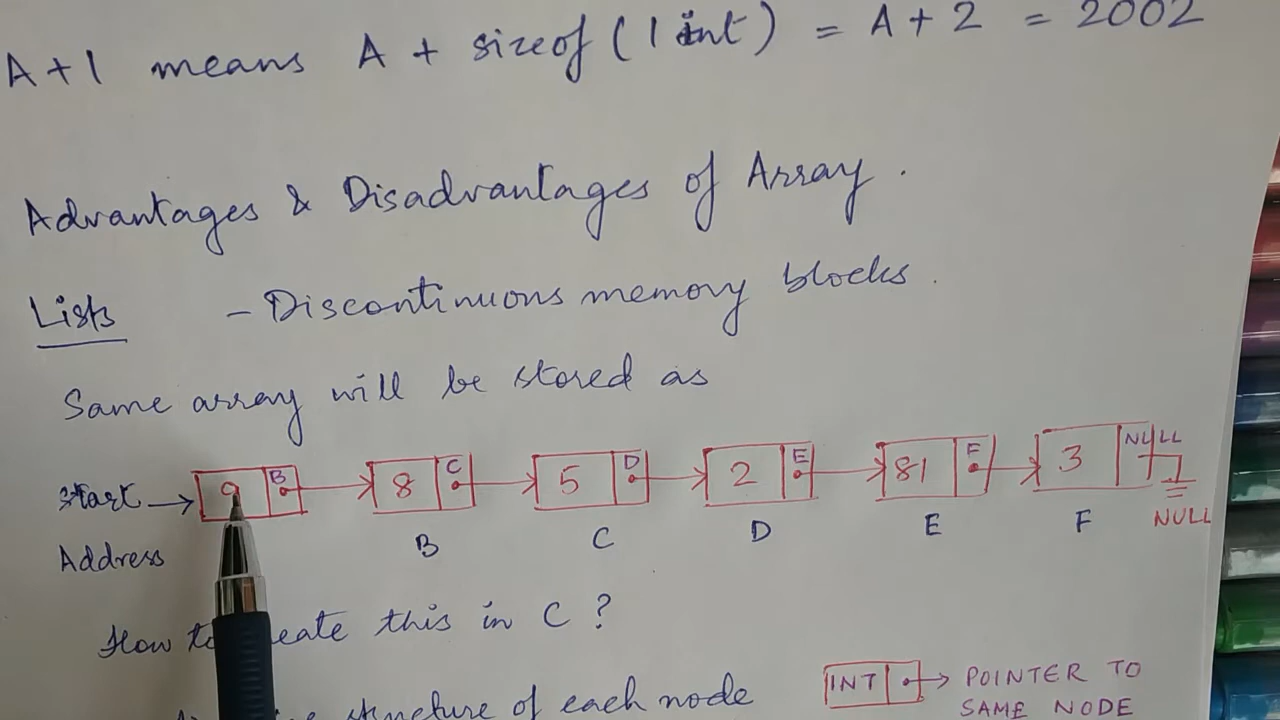 A+1 means A + sizeof (1 int) = A + 2 = 2002
Advantages & Disadvantages of Array.
Lists - Discontinuous memory blocks.
Same array will be stored as
Start → 9 B 8 C 5 D 2 E 81 F 3 NULL
NULL
Address B C D E F
How to create this in C?
INT → POINTER TO
structure of each node SAME NODE